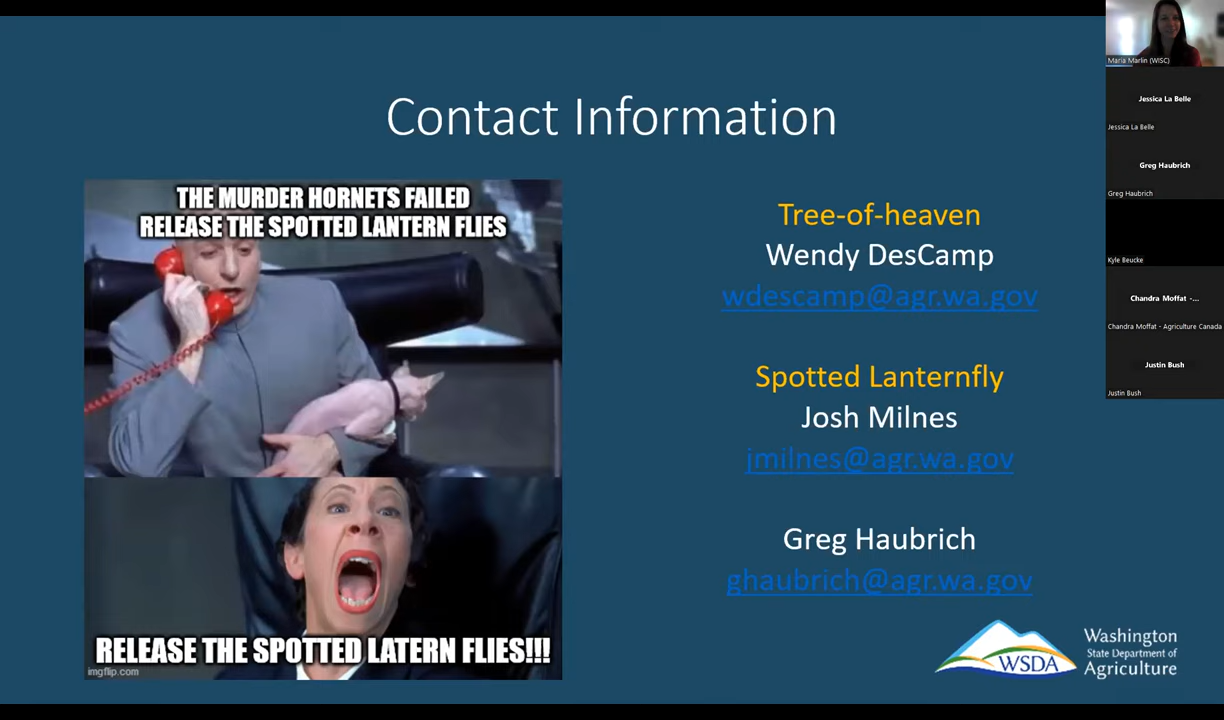 Contact Information
THE MURDER HORNETS FAILED
RELEASE THE SPOTTED LANTERN FLIES
RELEASE THE SPOTTED LATERN FLIES!!!
imgflip.com
Tree-of-heaven
Wendy DesCamp
wdescamp@agr.wa.gov
Spotted Lanternfly
Josh Milnes
jmilnes@agr.wa.gov
Greg Haubrich
ghaubrich@agr.wa.gov
WSDA
Washington
State Department of
Agriculture
Maria Marlin (WISC)
Jessica La Belle
Jessica La Belle
Greg Haubrich
Greg Haubrich
Kyle Beucke
Chandra Moffat -...
Chandra Moffat - Agriculture Canada
Justin Bush
Justin Bush